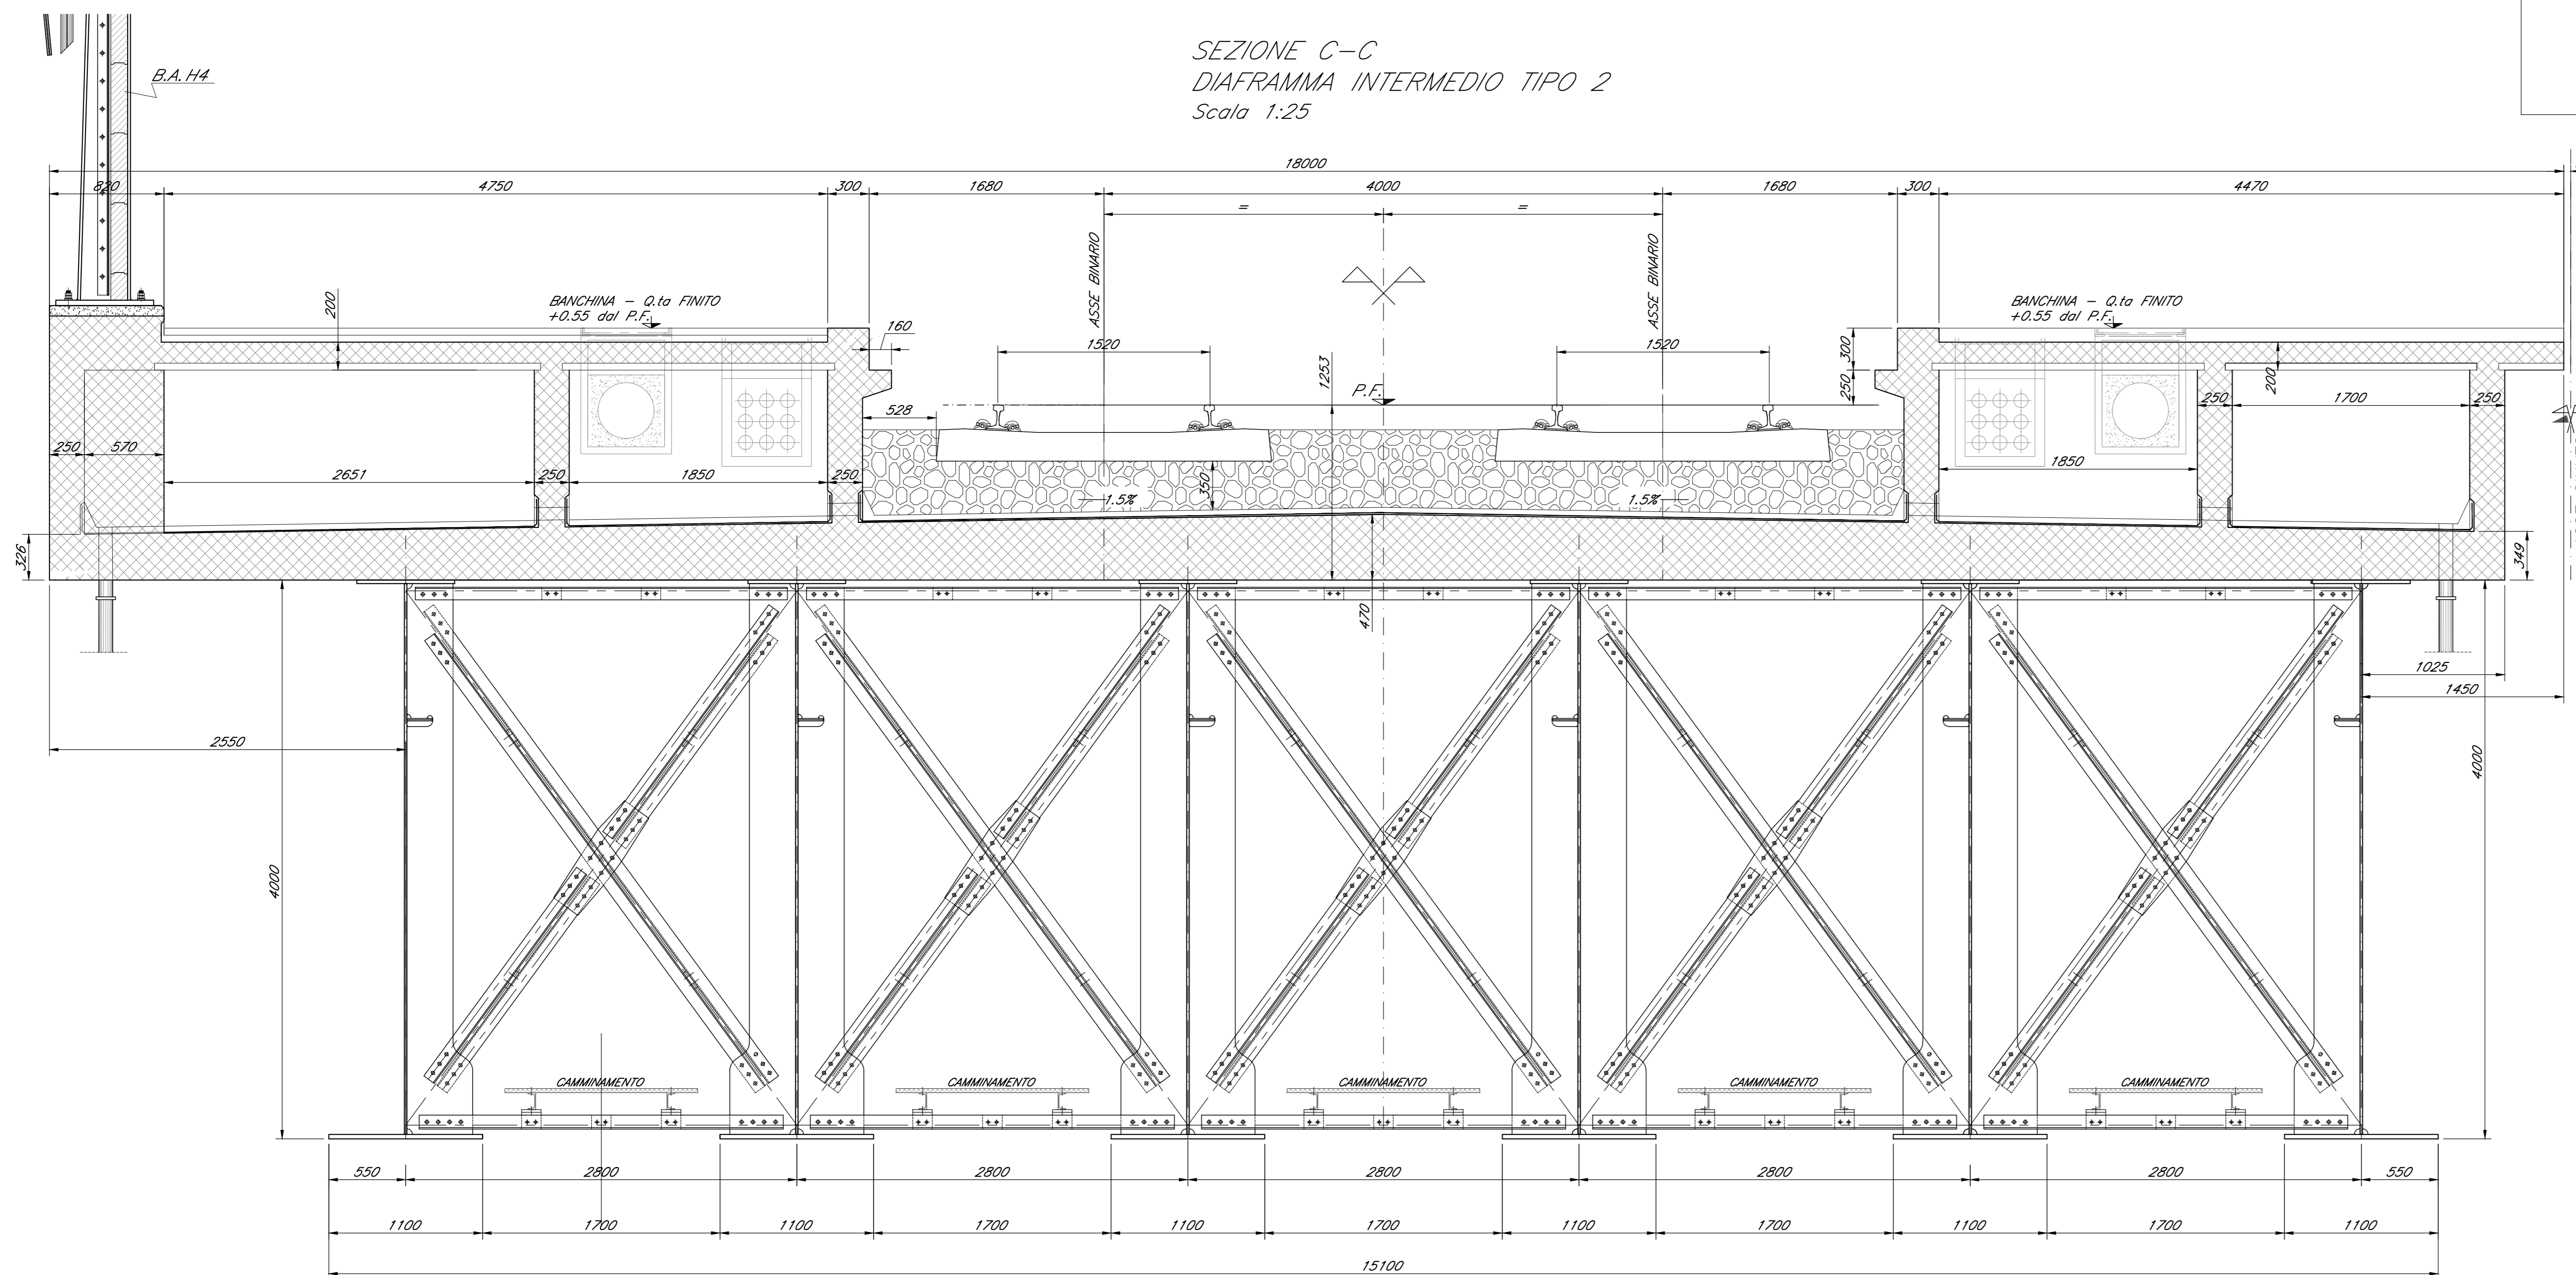 SEZIONE C-C
DIAFRAMMA INTERMEDIO TIPO 2
Scala 1:25
B.A. H4
18000
820 4750 300 1680 4000 1680 300 4470
= =
ASSE BINARIO
ASSE BINARIO
BANCHINA - Q.ta FINITO
+0.55 dal P.F.
BANCHINA - Q.ta FINITO
+0.55 dal P.F.
200
160
1520
1520
1253
P.F.
300
250
200
528
250 570
2651 250 1850 250
350
1.5%
1.5%
1850
250 1700 250
326
349
470
1025
1450
2550
4000
4000
CAMMINAMENTO CAMMINAMENTO CAMMINAMENTO CAMMINAMENTO CAMMINAMENTO
550 2800 2800 2800 2800 2800 550
1100 1700 1100 1700 1100 1700 1100 1700 1100 1700 1100
15100